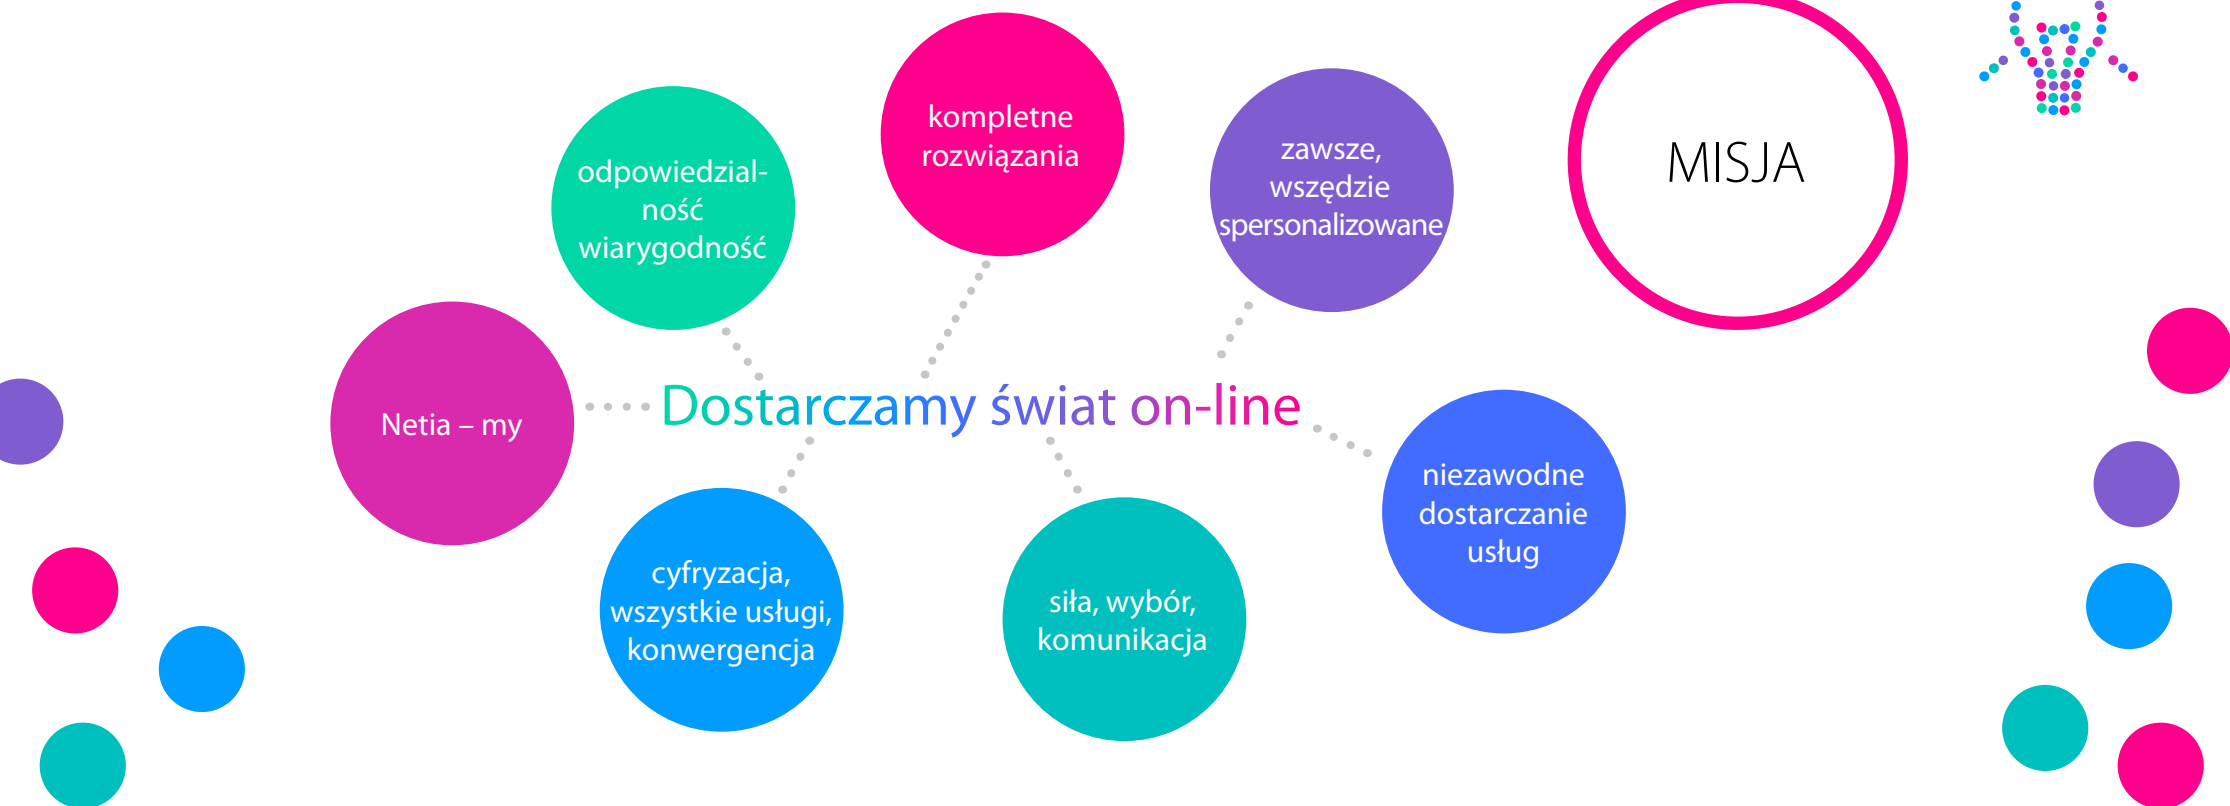 kompletne
rozwiązania
zawsze,
wszędzie
spersonalizowane
MISJA
odpowiedzial-
ność
wiarygodność
Netia – my
Dostarczamy świat on-line
niezawodne
dostarczanie
usług
cyfryzacja,
wszystkie usługi,
konwergencja
siła, wybór,
komunikacja